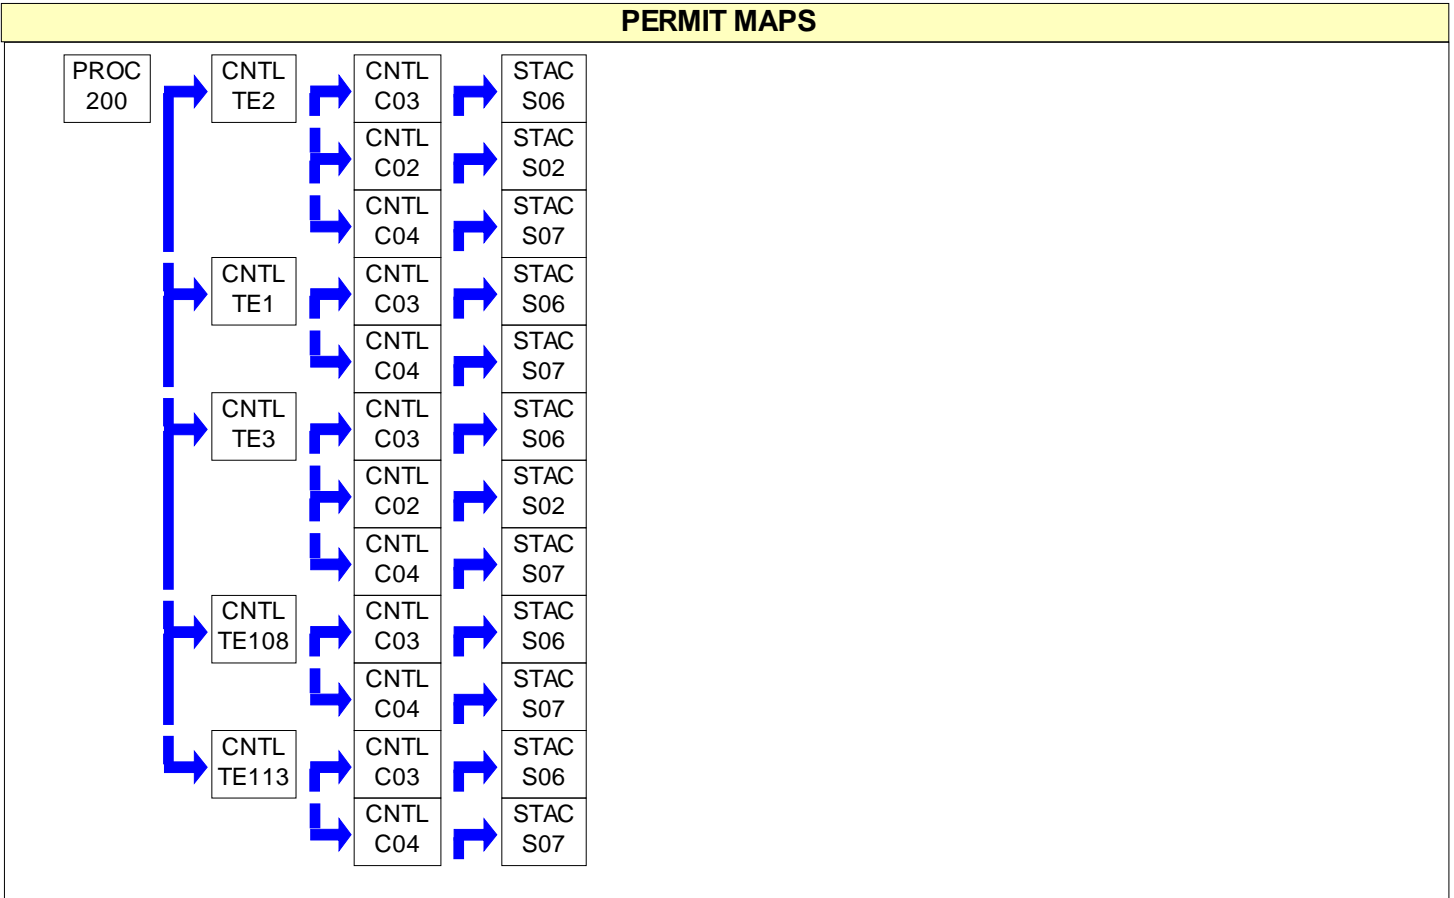 PERMIT MAPS
PROC
200
CNTL
TE2
CNTL
C03
STAC
S06
CNTL
C02
STAC
S02
CNTL
C04
STAC
S07
CNTL
TE1
CNTL
C03
STAC
S06
CNTL
C04
STAC
S07
CNTL
TE3
CNTL
C03
STAC
S06
CNTL
C02
STAC
S02
CNTL
C04
STAC
S07
CNTL
TE108
CNTL
C03
STAC
S06
CNTL
C04
STAC
S07
CNTL
TE113
CNTL
C03
STAC
S06
CNTL
C04
STAC
S07